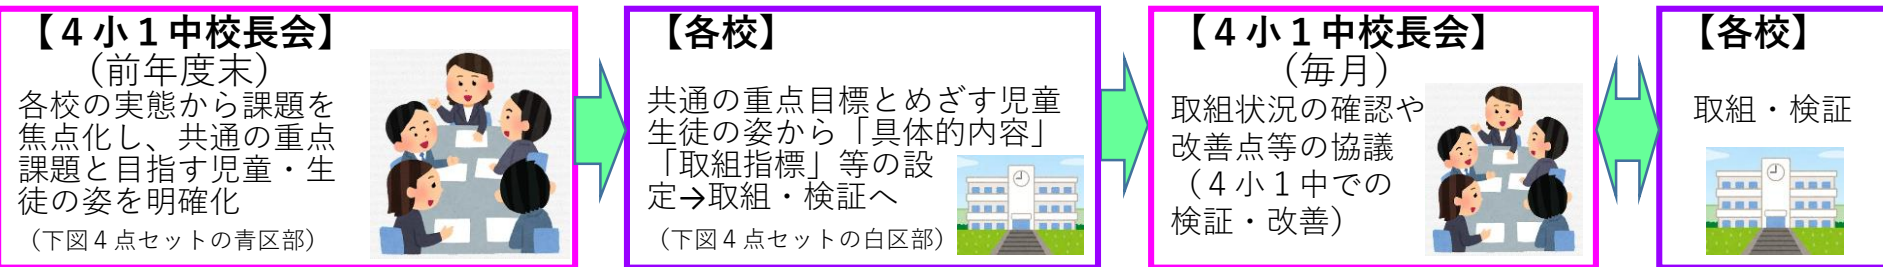 【４小１中校長会】
（前年度末）
各校の実態から課題を
焦点化し、共通の重点
課題と目指す児童・生
徒の姿を明確化
（下図４点セットの青区部）
【各校】
共通の重点目標とめざす児童
生徒の姿から「具体的内容」
「取組指標」等の設
定→取組・検証へ
（下図４点セットの白区部）
【４小１中校長会】
（毎月）
取組状況の確認や
改善点等の協議
（４小１中での
検証・改善）
【各校】
取組・検証